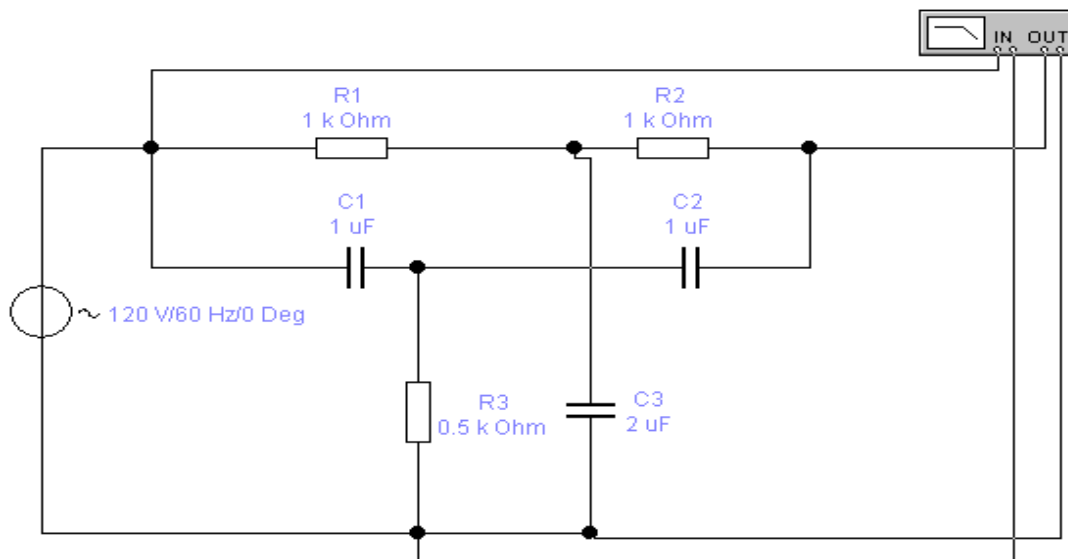 IN OUT
R1
1 k Ohm
R2
1 k Ohm
C1
1 uF
C2
1 uF
120 V/60 Hz/0 Deg
R3
0.5 k Ohm
C3
2 uF